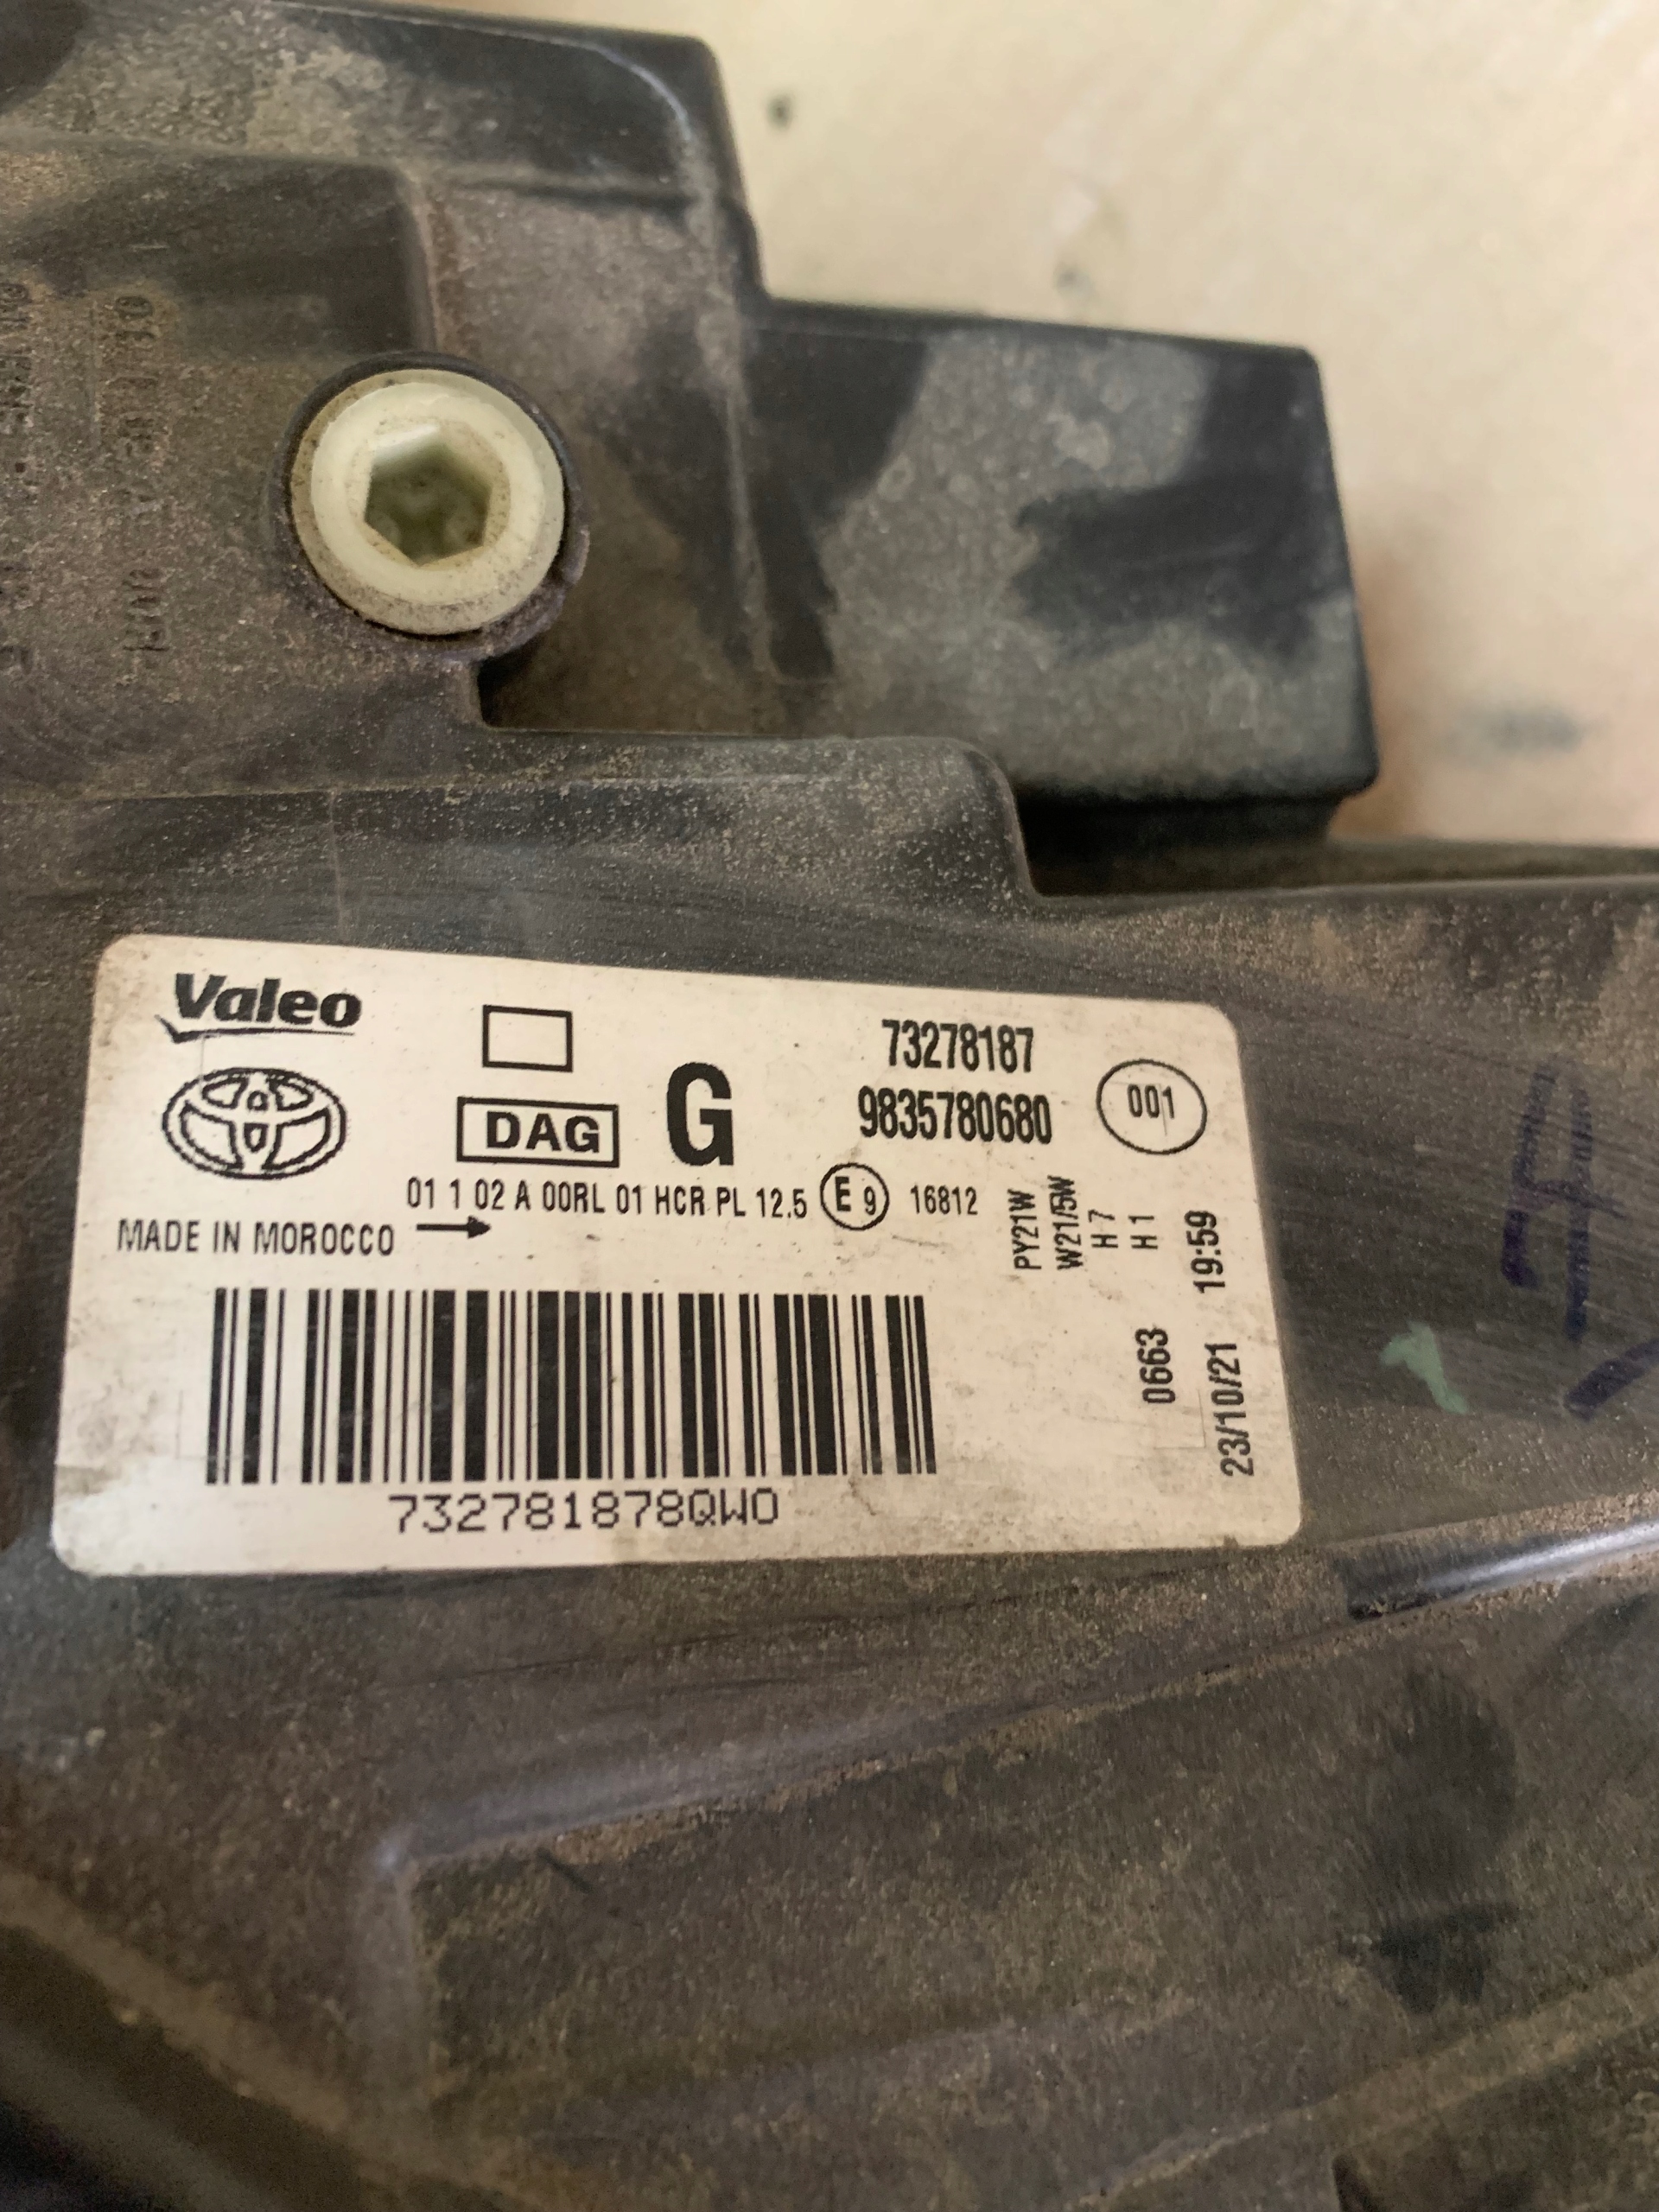 Valeo
73278187
DAG G 9835780680 001
01 1 02 A 00RL 01 HCR PL 12.5 E 9 16812
MADE IN MOROCCO
PY21W
W21/5W
H7
H1
19:59
0663
23/10/21
732781878QW0